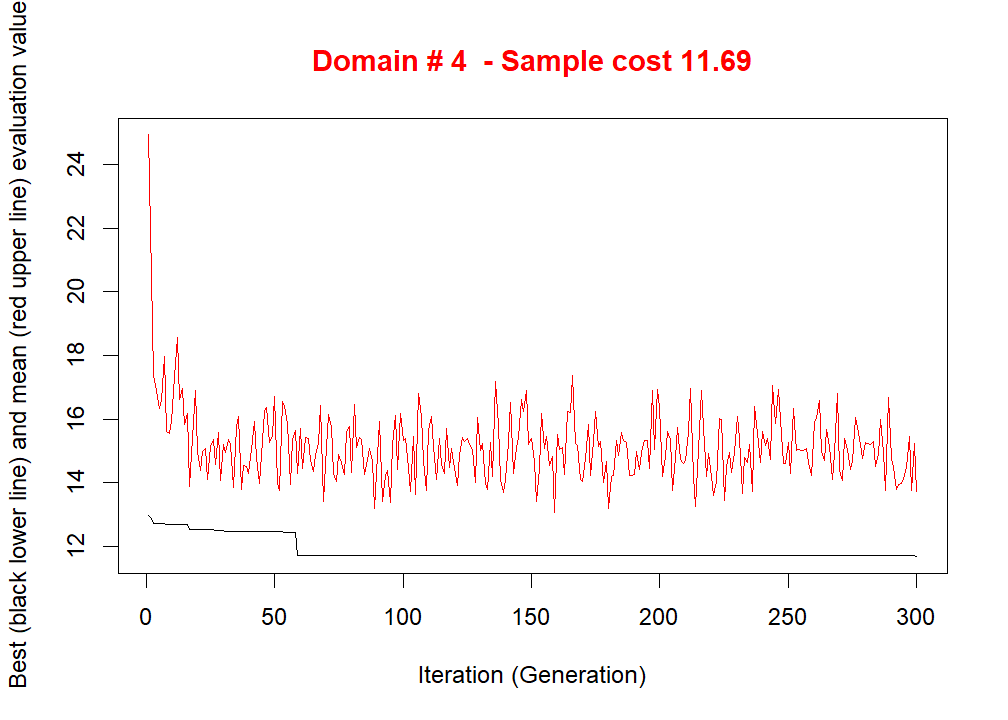 Domain # 4  - Sample cost 11.69
Best (black lower line) and mean (red upper line) evaluation value
24
22
20
18
16
14
12
0 50 100 150 200 250 300
Iteration (Generation)